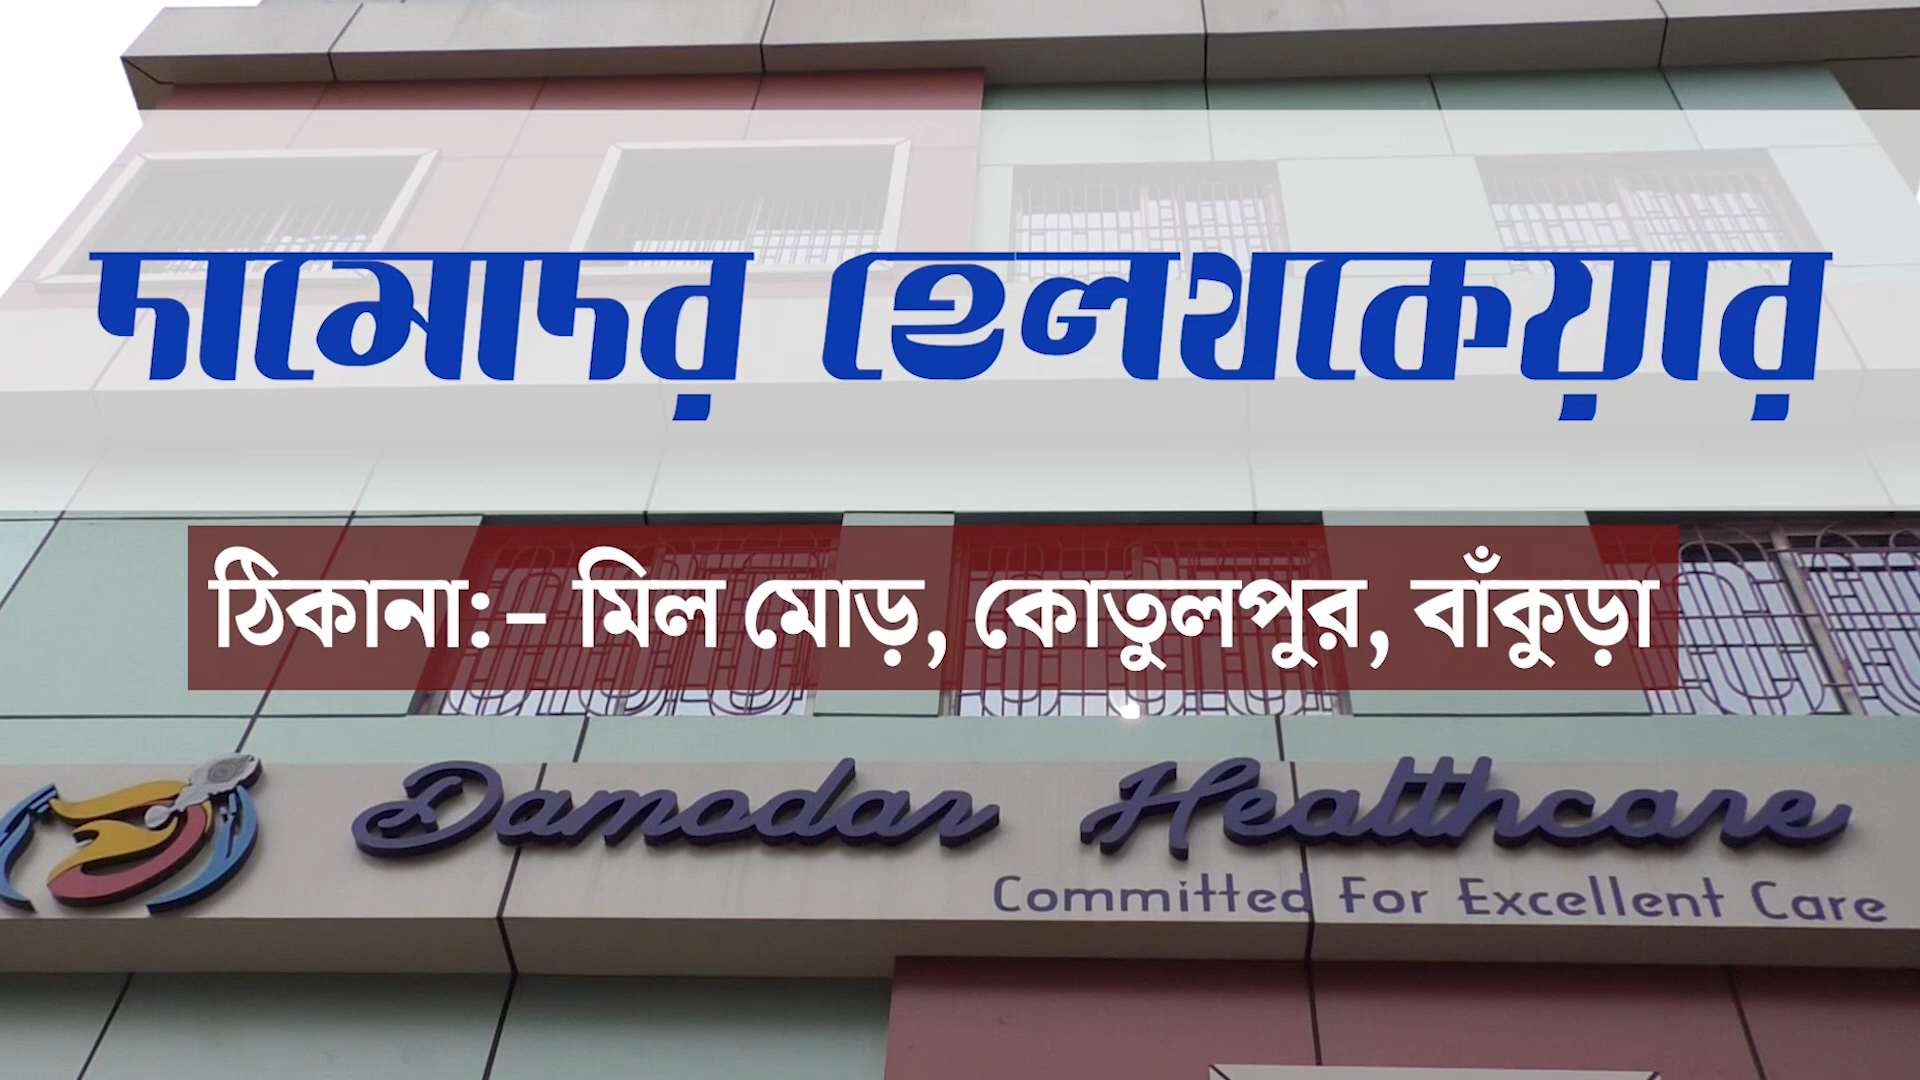 দামোদর হেলথকেয়ার
ঠিকানা:- মিল মোড়, কোতুলপুর, বাঁকুড়া
Damodar Healthcare
Committed For Excellent Care